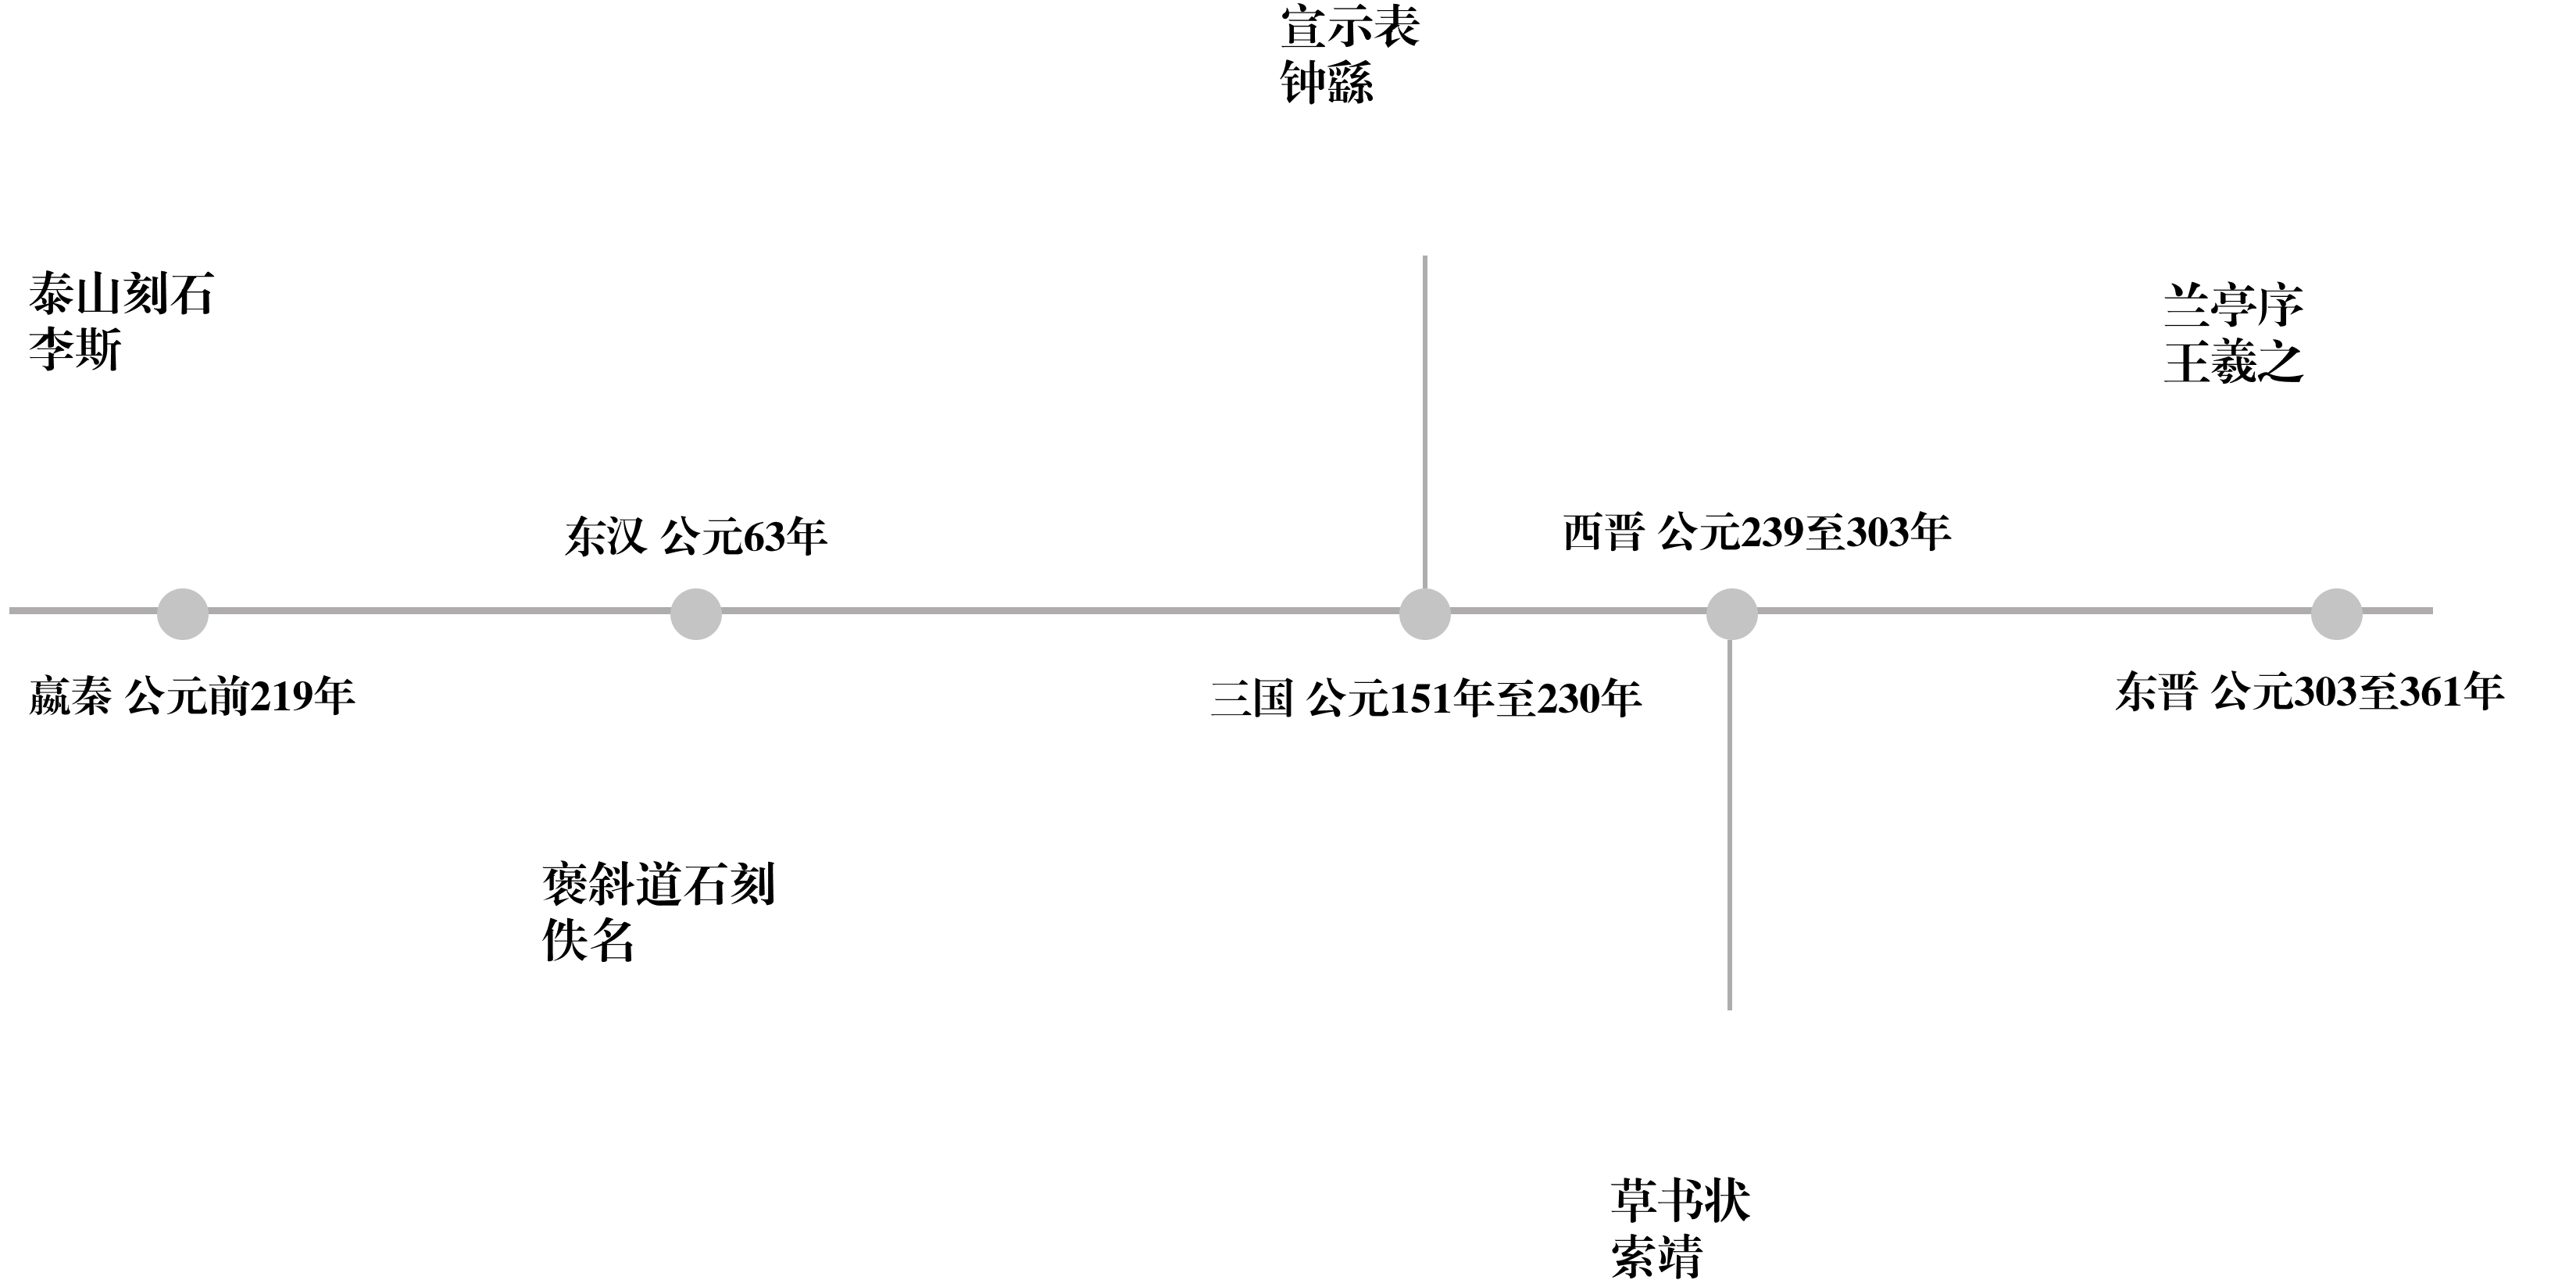 宣示表
钟繇
泰山刻石
李斯
兰亭序
王羲之
东汉 公元63年
西晋 公元239至303年
嬴秦 公元前219年
三国 公元151年至230年
东晋 公元303至361年
褒斜道石刻
佚名
草书状
索靖